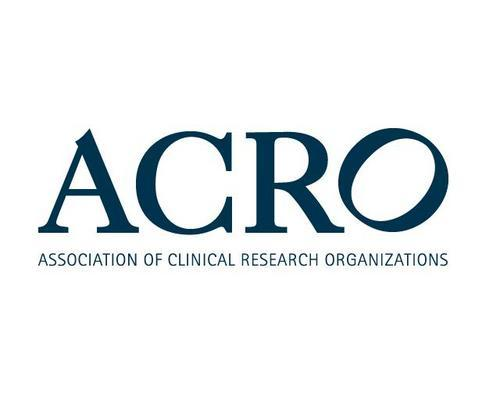 ACRO
ASSOCIATION OF CLINICAL RESEARCH ORGANIZATIONS